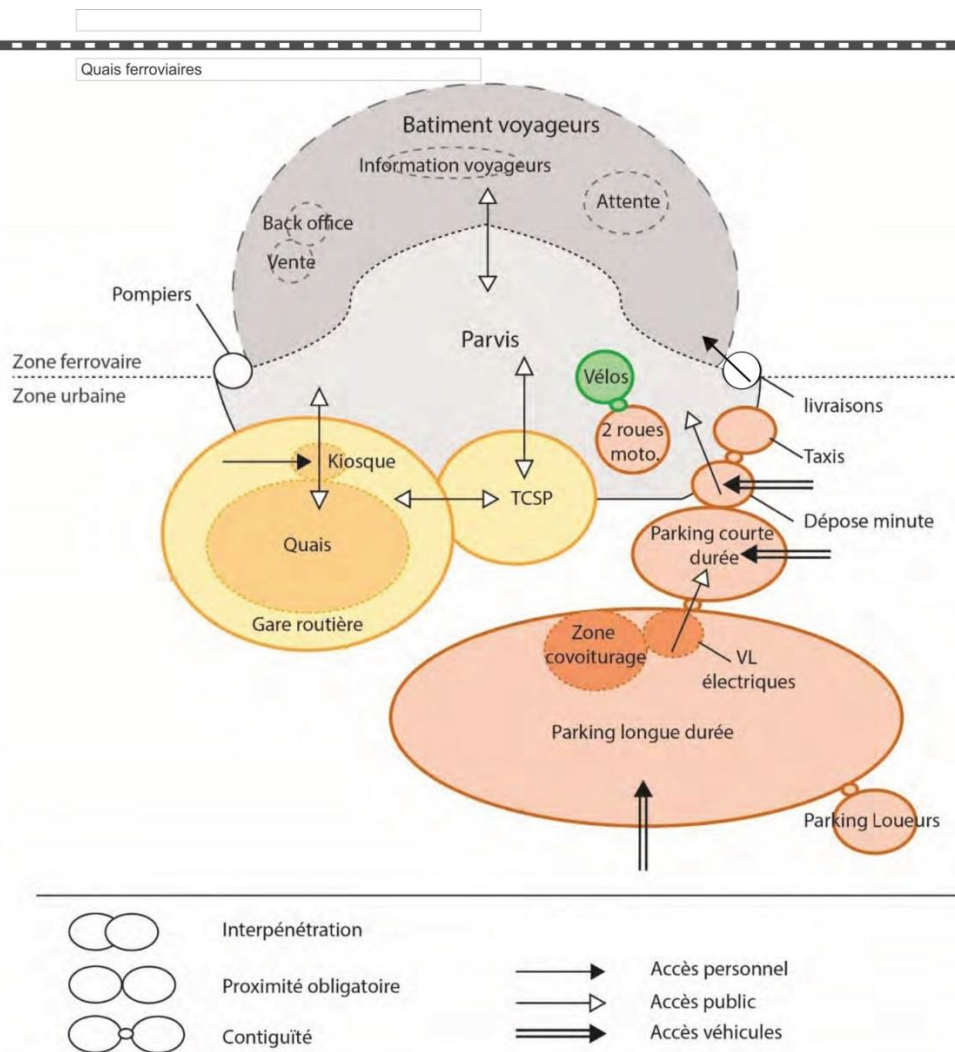 Quais ferroviaires
Batiment voyageurs
Information voyageurs
Attente
Back office
Vente
Pompiers
Parvis
Zone ferrovaire
Zone urbaine
Vélos
livraisons
2 roues
moto.
Taxis
Kiosque
TCSP
Dépose minute
Parking courte
durée
Quais
Gare routière
Zone
covoiturage
VL
électriques
Parking longue durée
Parking Loueurs
Interpénétration
Proximité obligatoire
Contiguïté
Accès personnel
Accès public
Accès véhicules